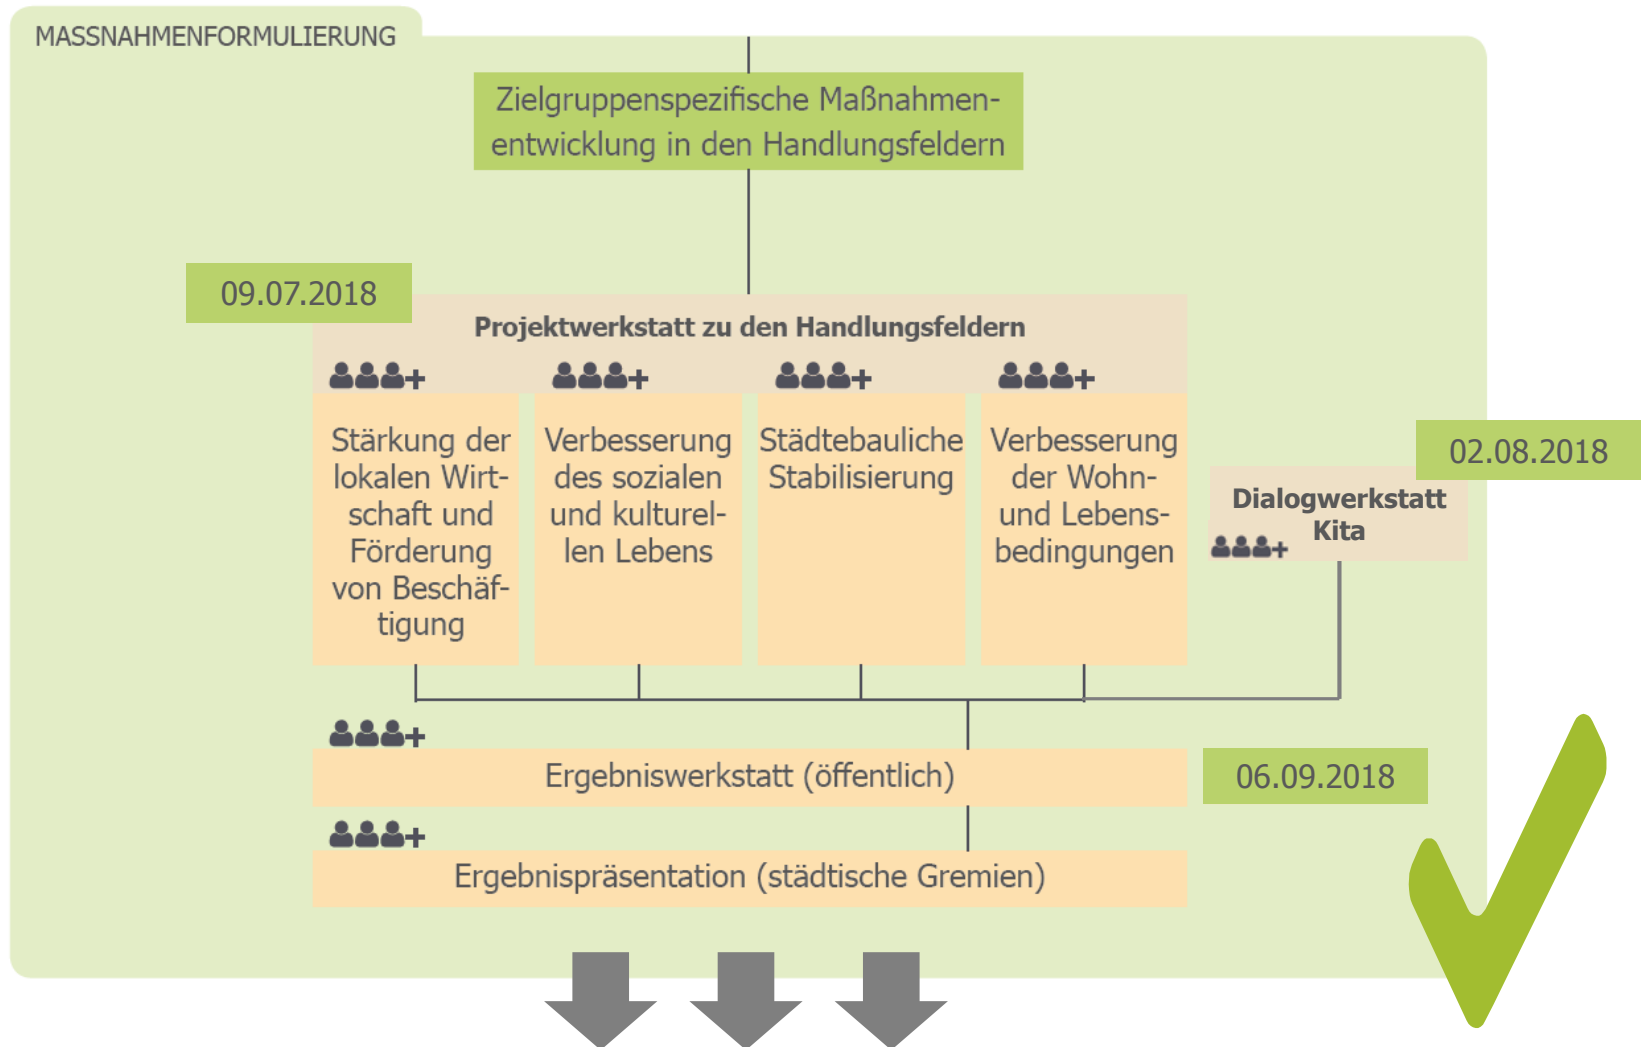 MASSNAHMENFORMULIERUNG
Zielgruppenspezifische Maßnahmen-
entwicklung in den Handlungsfeldern
09.07.2018
Projektwerkstatt zu den Handlungsfeldern
Stärkung der
lokalen Wirt-
schaft und
Förderung
von Beschäf-
tigung
Verbesserung
des sozialen
und kulturel-
len Lebens
Städtebauliche
Stabilisierung
Verbesserung
der Wohn-
und Lebens-
bedingungen
02.08.2018
Dialogwerkstatt
Kita
Ergebniswerkstatt (öffentlich)
06.09.2018
Ergebnispräsentation (städtische Gremien)